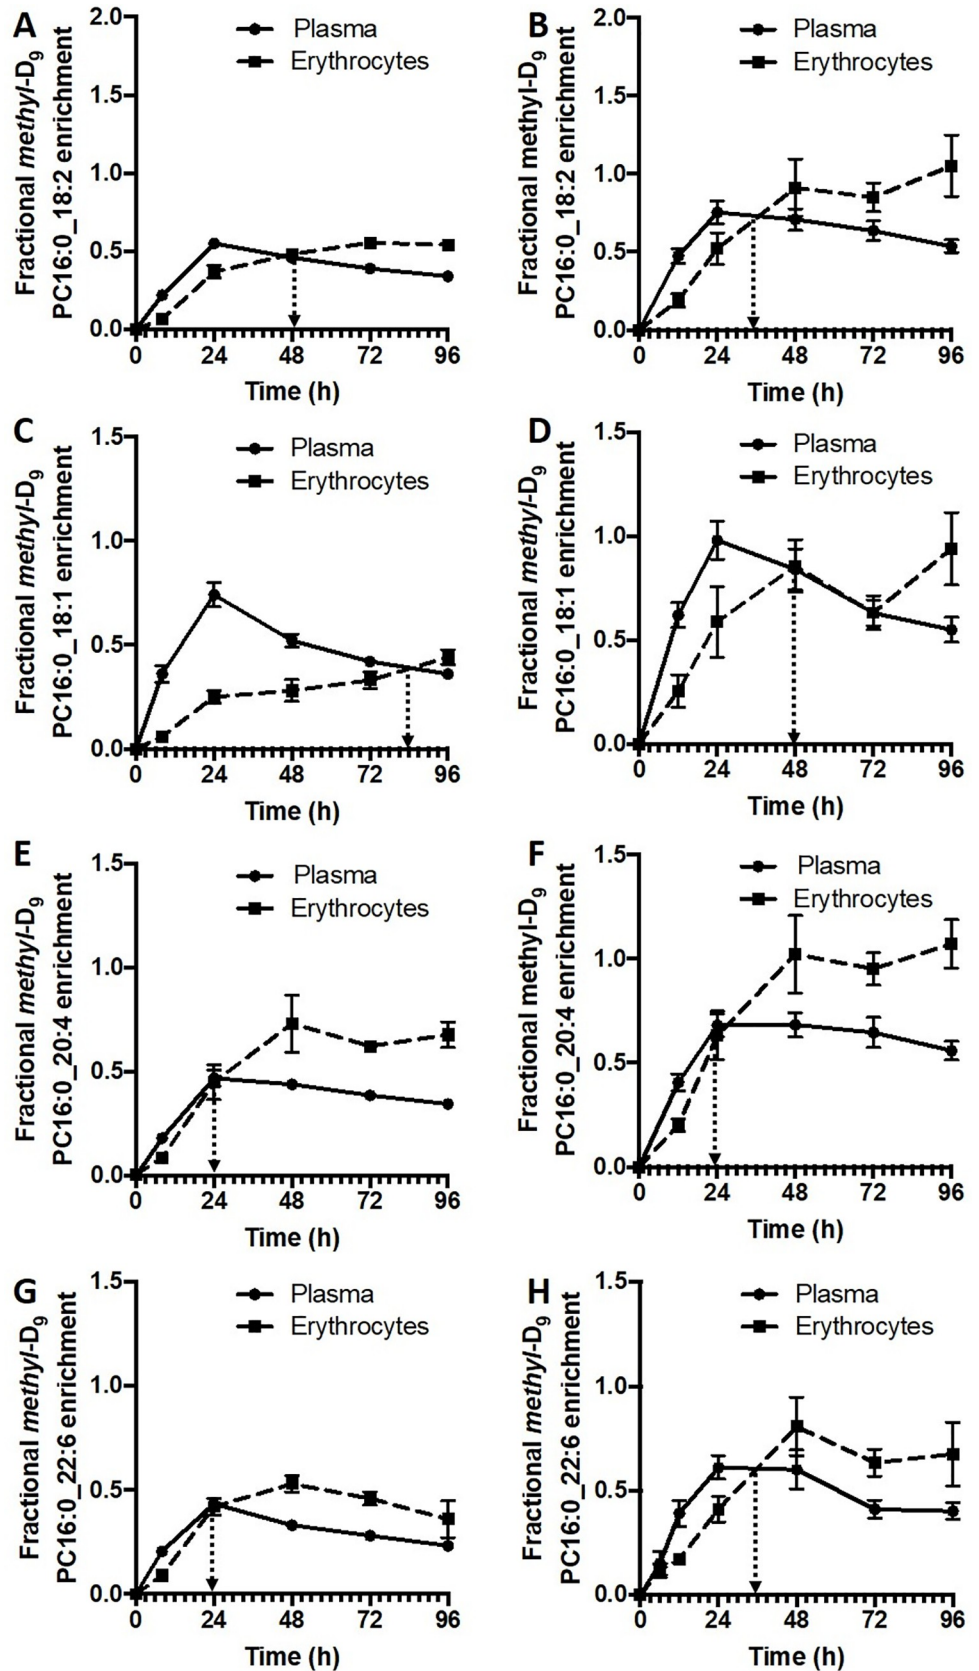 A
Fractional methyl-D9
PC16:0_18:2 enrichment
2.0
1.5
1.0
0.5
0.0
Plasma
Erythrocytes
0 24 48 72 96
Time (h)
B
Fractional methyl-D9
PC16:0_18:2 enrichment
2.0
1.5
1.0
0.5
0.0
Plasma
Erythrocytes
0 24 48 72 96
Time (h)
C
Fractional methyl-D9
PC16:0_18:1 enrichment
1.5
1.0
0.5
0.0
Plasma
Erythrocytes
0 24 48 72 96
Time (h)
D
Fractional methyl-D9
PC16:0_18:1 enrichment
1.5
1.0
0.5
0.0
Plasma
Erythrocytes
0 24 48 72 96
Time (h)
E
Fractional methyl-D9
PC16:0_20:4 enrichment
1.5
1.0
0.5
0.0
Plasma
Erythrocytes
0 24 48 72 96
Time (h)
F
Fractional methyl-D9
PC16:0_20:4 enrichment
1.5
1.0
0.5
0.0
Plasma
Erythrocytes
0 24 48 72 96
Time (h)
G
Fractional methyl-D9
PC16:0_22:6 enrichment
1.5
1.0
0.5
0.0
Plasma
Erythrocytes
0 24 48 72 96
Time (h)
H
Fractional methyl-D9
PC16:0_22:6 enrichment
1.5
1.0
0.5
0.0
Plasma
Erythrocytes
0 24 48 72 96
Time (h)